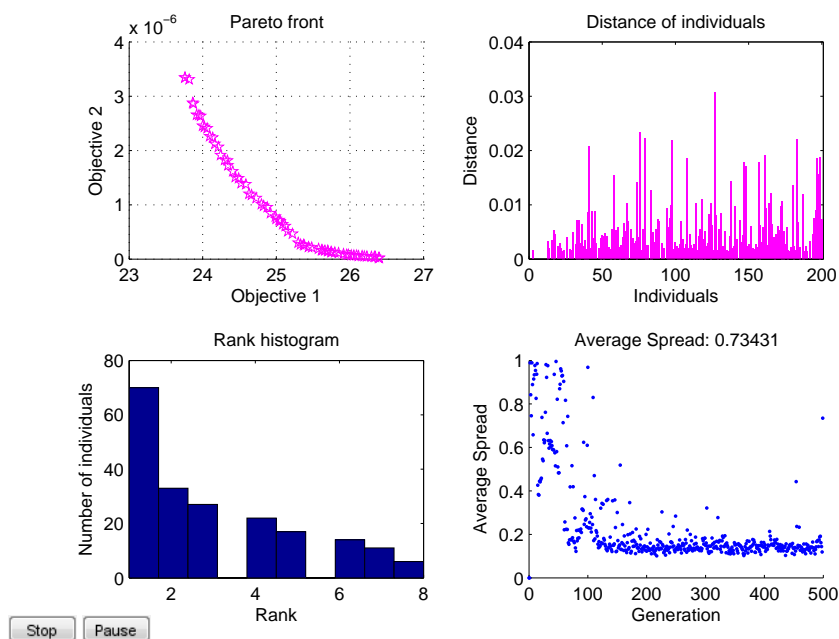 Pareto front
x 10⁻⁶
4
3
2
1
0
Objective 2
23 24 25 26 27
Objective 1
Distance of individuals
0.04
0.03
0.02
0.01
0
Distance
0 50 100 150 200
Individuals
Rank histogram
80
60
40
20
0
Number of individuals
2 4 6 8
Rank
Average Spread: 0.73431
1
0.8
0.6
0.4
0.2
0
Average Spread
0 100 200 300 400 500
Generation
Stop Pause